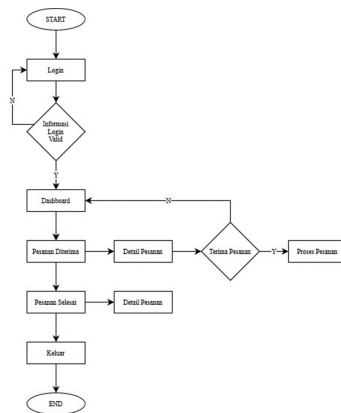 START
Login
N
Informasi
Login
Valid
Y
Dashboard
N
Pesanan Diterima
Detail Pesanan
Terima Pesanan
Y
Proses Pesanan
Pesanan Selesai
Detail Pesanan
Keluar
END